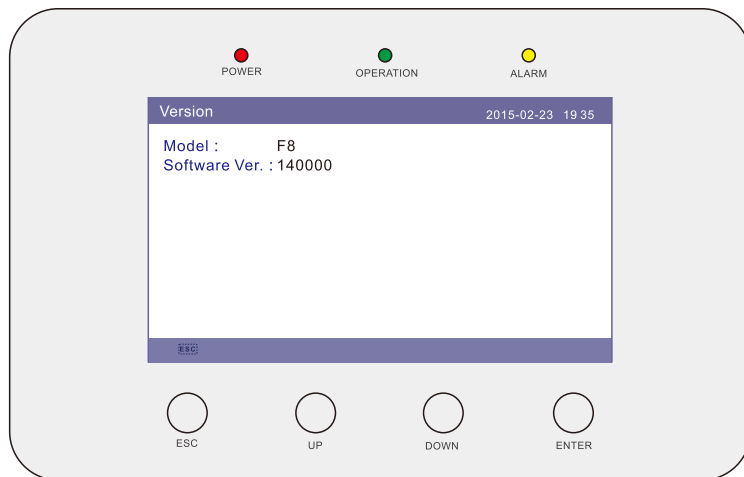 POWER OPERATION ALARM
Version 2015-02-23 19 35
Model : F8
Software Ver. : 140000
ESC
ESC UP DOWN ENTER